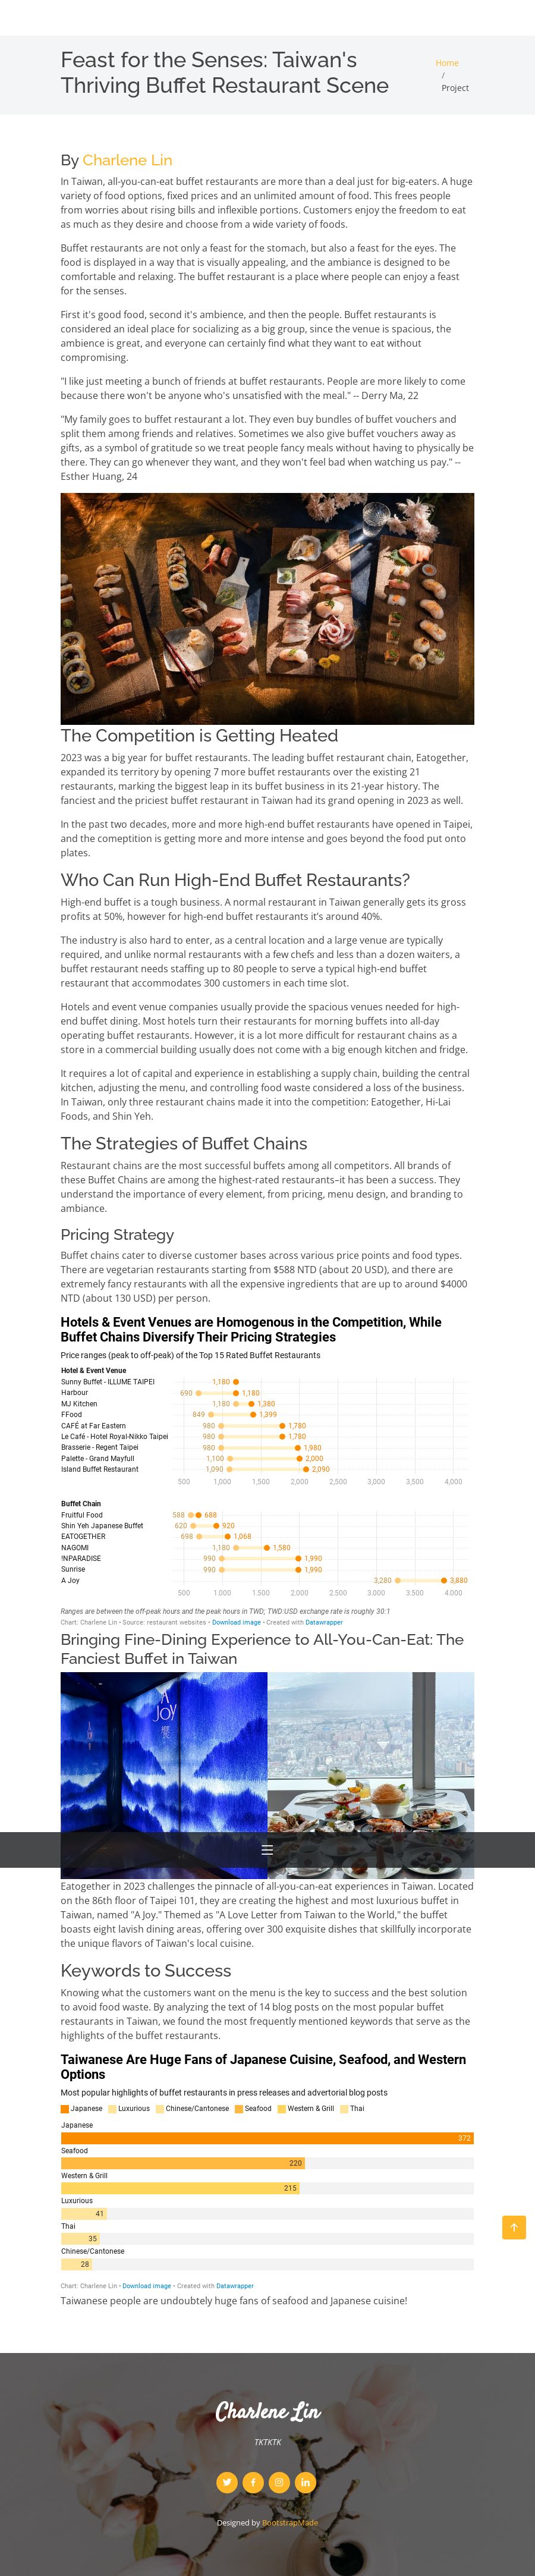 Feast for the Senses: Taiwan's
Thriving Buffet Restaurant Scene
Home
/
Project
By Charlene Lin
In Taiwan, all-you-can-eat buffet restaurants are more than a deal just for big-eaters. A huge
variety of food options, fixed prices and an unlimited amount of food. This frees people
from worries about rising bills and inflexible portions. Customers enjoy the freedom to eat
as much as they desire and choose from a wide variety of foods.
Buffet restaurants are not only a feast for the stomach, but also a feast for the eyes. The
food is displayed in a way that is visually appealing, and the ambiance is designed to be
comfortable and relaxing. The buffet restaurant is a place where people can enjoy a feast
for the senses.
First it's good food, second it's ambience, and then the people. Buffet restaurants is
considered an ideal place for socializing as a big group, since the venue is spacious, the
ambience is great, and everyone can certainly find what they want to eat without
compromising.
"I like just meeting a bunch of friends at buffet restaurants. People are more likely to come
because there won't be anyone who's unsatisfied with the meal." -- Derry Ma, 22
"My family goes to buffet restaurant a lot. They even buy bundles of buffet vouchers and
split them among friends and relatives. Sometimes we also give buffet vouchers away as
gifts, as a symbol of gratitude so we treat people fancy meals without having to physically be
there. They can go whenever they want, and they won't feel bad when watching us pay." --
Esther Huang, 24
The Competition is Getting Heated
2023 was a big year for buffet restaurants. The leading buffet restaurant chain, Eatogether,
expanded its territory by opening 7 more buffet restaurants over the existing 21
restaurants, marking the biggest leap in its buffet business in its 21-year history. The
fanciest and the priciest buffet restaurant in Taiwan had its grand opening in 2023 as well.
In the past two decades, more and more high-end buffet restaurants have opened in Taipei,
and the comeptition is getting more and more intense and goes beyond the food put onto
plates.
Who Can Run High-End Buffet Restaurants?
High-end buffet is a tough business. A normal restaurant in Taiwan generally gets its gross
profits at 50%, however for high-end buffet restaurants it's around 40%.
The industry is also hard to enter, as a central location and a large venue are typically
required, and unlike normal restaurants with a few chefs and less than a dozen waiters, a
buffet restaurant needs staffing up to 80 people to serve a typical high-end buffet
restaurant that accommodates 300 customers in each time slot.
Hotels and event venue companies usually provide the spacious venues needed for high-
end buffet dining. Most hotels turn their restaurants for morning buffets into all-day
operating buffet restaurants. However, it is a lot more difficult for restaurant chains as a
store in a commercial building usually does not come with a big enough kitchen and fridge.
It requires a lot of capital and experience in establishing a supply chain, building the central
kitchen, adjusting the menu, and controlling food waste considered a loss of the business.
In Taiwan, only three restaurant chains made it into the competition: Eatogether, Hi-Lai
Foods, and Shin Yeh.
The Strategies of Buffet Chains
Restaurant chains are the most successful buffets among all competitors. All brands of
these Buffet Chains are among the highest-rated restaurants–it has been a success. They
understand the importance of every element, from pricing, menu design, and branding to
ambiance.
Pricing Strategy
Buffet chains cater to diverse customer bases across various price points and food types.
There are vegetarian restaurants starting from $588 NTD (about 20 USD), and there are
extremely fancy restaurants with all the expensive ingredients that are up to around $4000
NTD (about 130 USD) per person.
Hotels & Event Venues are Homogenous in the Competition, While
Buffet Chains Diversify Their Pricing Strategies
Price ranges (peak to off-peak) of the Top 15 Rated Buffet Restaurants
Hotel & Event Venue
Sunny Buffet - ILLUME TAIPEI 1,180
Harbour 690 1,180
MJ Kitchen 1,180 1,380
FFood 849 1,399
CAFÉ at Far Eastern 980 1,780
Le Café - Hotel Royal-Nikko Taipei 980 1,780
Brasserie - Regent Taipei 980 1,980
Palette - Grand Mayfull 1,100 2,000
Island Buffet Restaurant 1,090 2,090
500 1,000 1,500 2,000 2,500 3,000 3,500 4,000
Buffet Chain
Fruitful Food 588 688
Shin Yeh Japanese Buffet 620 920
EATOGETHER 698 1,068
NAGOMI 1,180 1,580
!NPARADISE 990 1,990
Sunrise 990 1,990
A Joy 3,280 3,880
500 1,000 1,500 2,000 2,500 3,000 3,500 4,000
Ranges are between the off-peak hours and the peak hours in TWD; TWD:USD exchange rate is roughly 30:1
Chart: Charlene Lin • Source: restaurant websites • Download image • Created with Datawrapper
Bringing Fine-Dining Experience to All-You-Can-Eat: The
Fanciest Buffet in Taiwan
A JOY
Eatogether in 2023 challenges the pinnacle of all-you-can-eat experiences in Taiwan. Located
on the 86th floor of Taipei 101, they are creating the highest and most luxurious buffet in
Taiwan, named "A Joy." Themed as "A Love Letter from Taiwan to the World," the buffet
boasts eight lavish dining areas, offering over 300 exquisite dishes that skillfully incorporate
the unique flavors of Taiwan's local cuisine.
Keywords to Success
Knowing what the customers want on the menu is the key to success and the best solution
to avoid food waste. By analyzing the text of 14 blog posts on the most popular buffet
restaurants in Taiwan, we found the most frequently mentioned keywords that serve as the
highlights of the buffet restaurants.
Taiwanese Are Huge Fans of Japanese Cuisine, Seafood, and Western
Options
Most popular highlights of buffet restaurants in press releases and advertorial blog posts
Japanese Luxurious Chinese/Cantonese Seafood Western & Grill Thai
Japanese
372
Seafood
220
Western & Grill
215
Luxurious
41
Thai
35
Chinese/Cantonese
28
Chart: Charlene Lin • Download image • Created with Datawrapper
Taiwanese people are undoubtely huge fans of seafood and Japanese cuisine!
Charlene Lin
TKTKTK
Designed by BootstrapMade